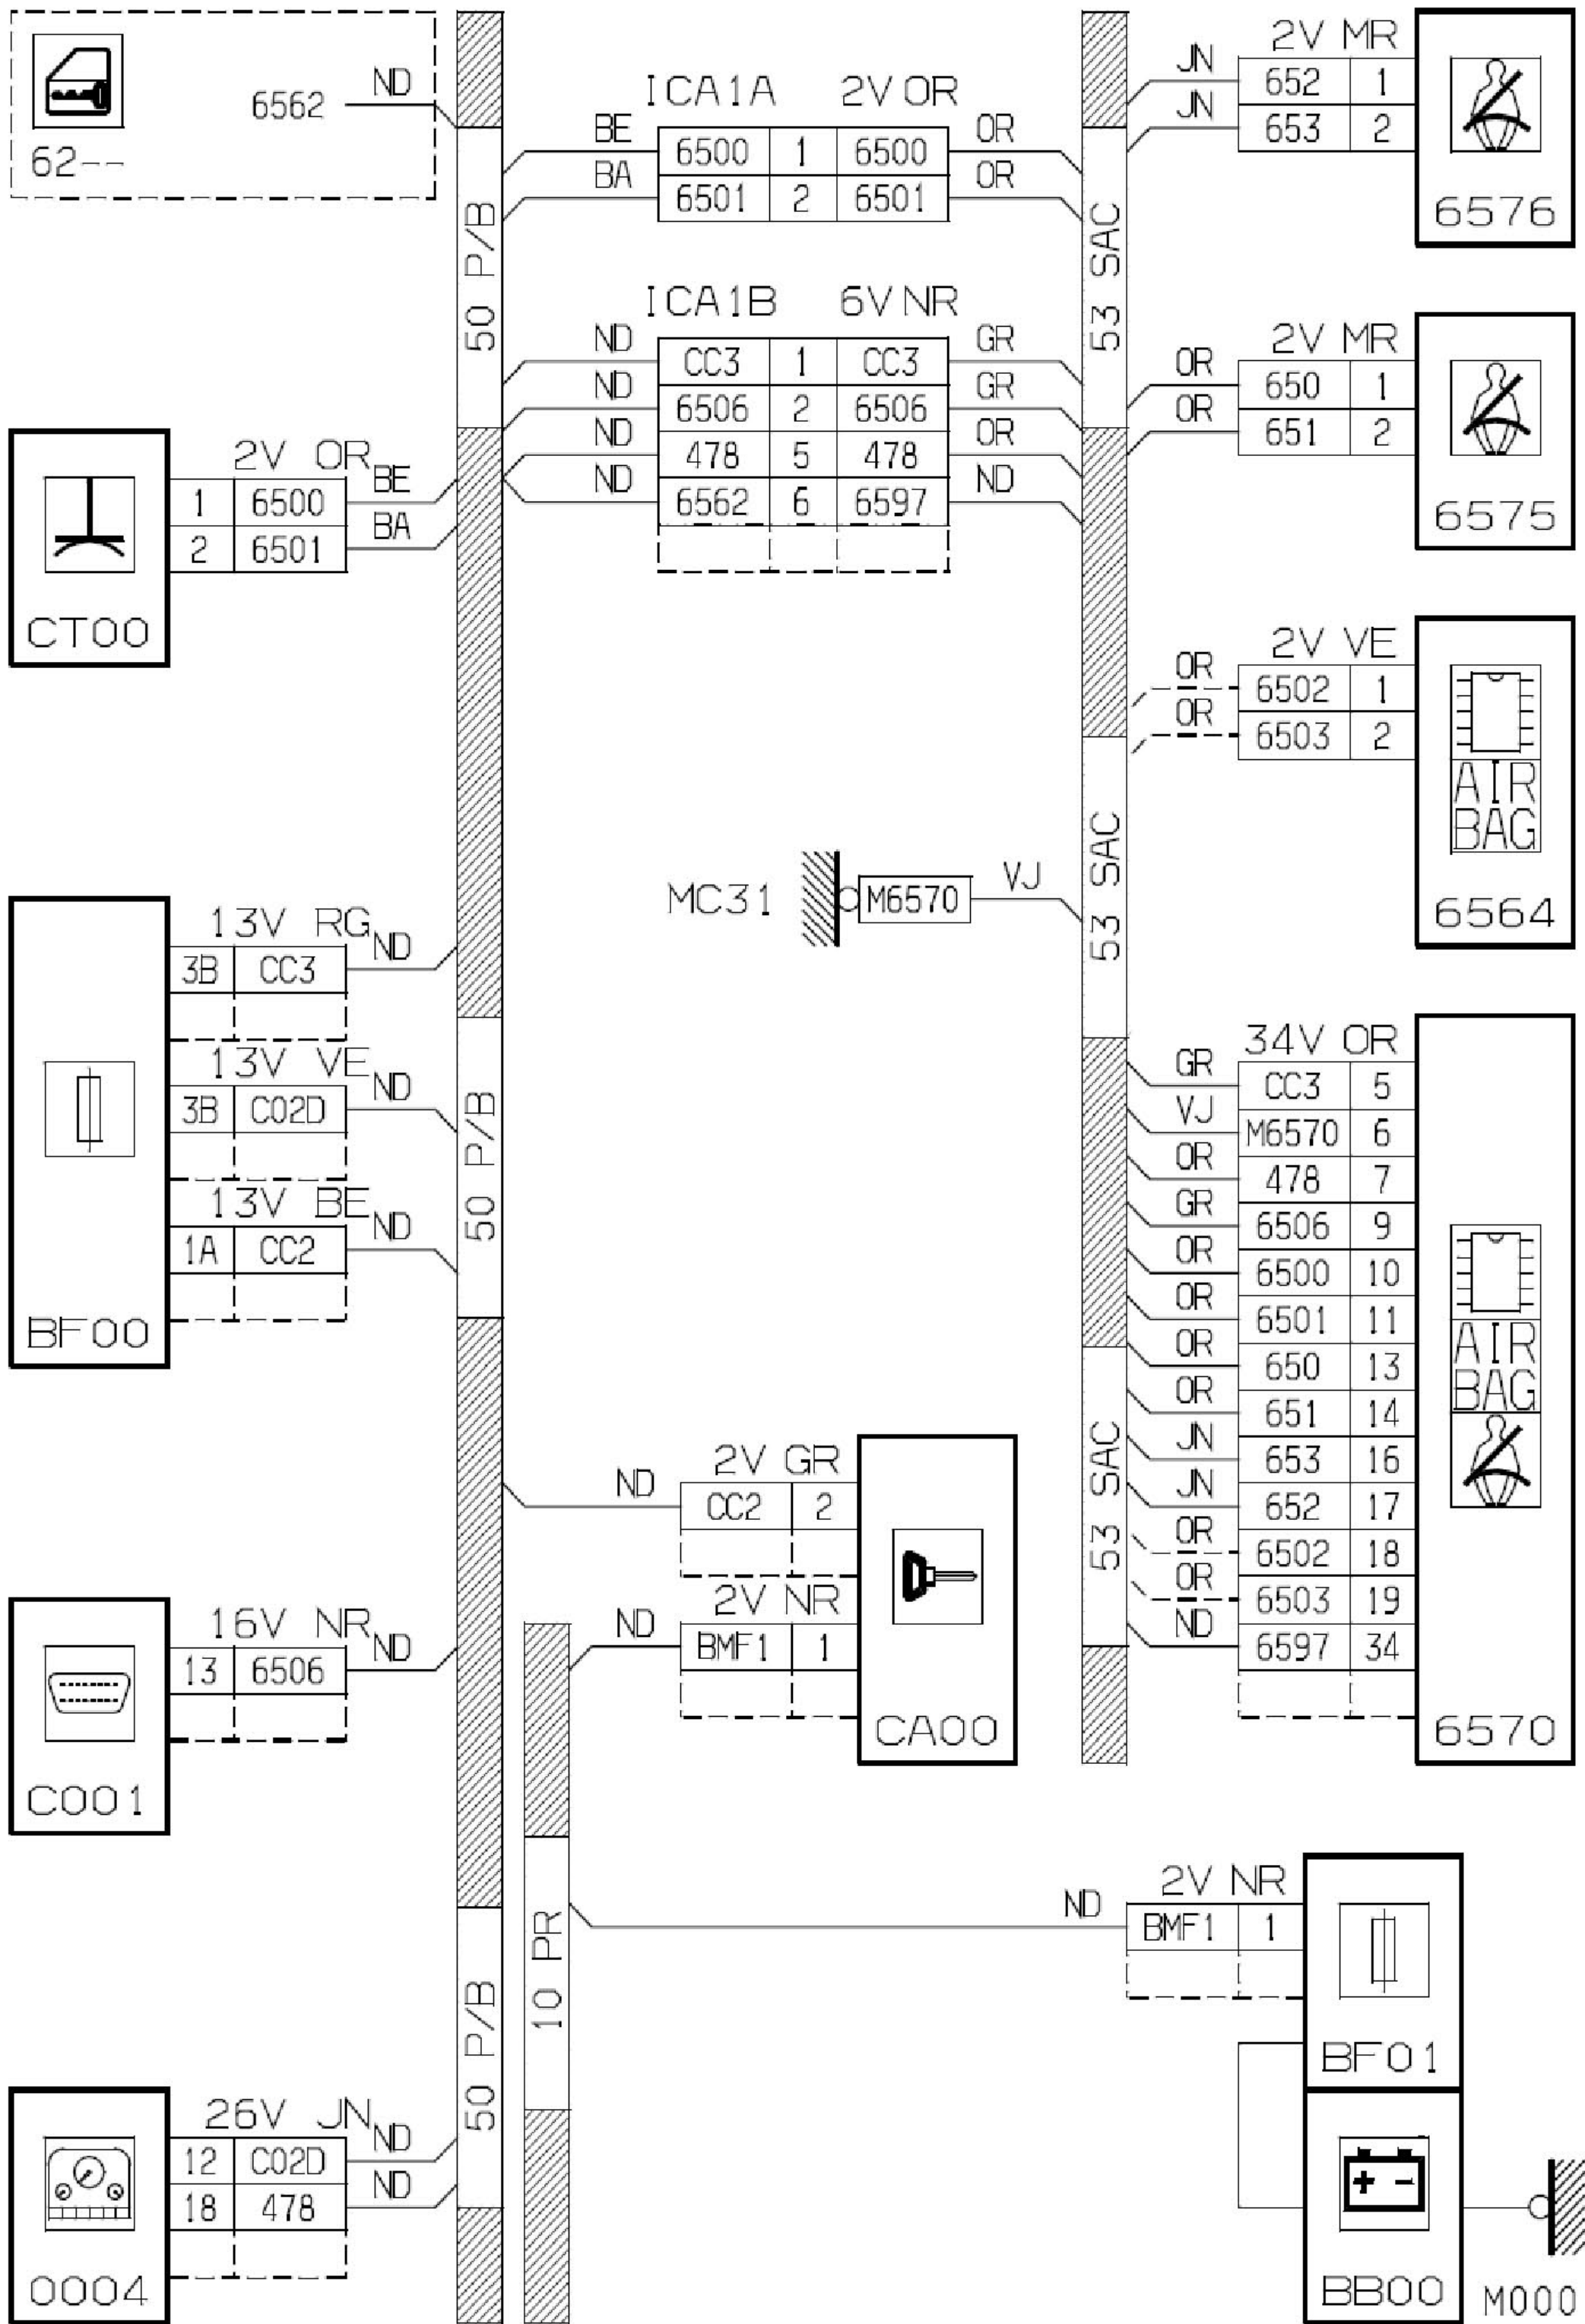 62--
6562 ND
50 P/B
ICA1A 2V OR
BE 6500 1 6500 OR
BA 6501 2 6501 OR
ICA1B 6V NR
ND CC3 1 CC3 GR
ND 6506 2 6506 GR
ND 478 5 478 OR
ND 6562 6 6597 ND
53 SAC
2V MR
JN 652 1
JN 653 2
6576
2V MR
OR 650 1
OR 651 2
6575
2V OR
1 6500 BE
2 6501 BA
CT00
2V VE
OR 6502 1
OR 6503 2
AIR
BAG
6564
MC31 M6570 VJ
53 SAC
13V RG
3B CC3 ND
13V VE
3B C02D ND
13V BE
1A CC2 ND
BF00
50 P/B
34V OR
GR CC3 5
VJ M6570 6
OR 478 7
GR 6506 9
OR 6500 10
OR 6501 11
OR 650 13
OR 651 14
JN 653 16
JN 652 17
OR 6502 18
OR 6503 19
ND 6597 34
AIR
BAG
6570
53 SAC
2V GR
ND CC2 2
2V NR
ND BMF1 1
CA00
16V NR
13 6506 ND
C001
10 PR
2V NR
ND BMF1 1
BF01
50 P/B
26V JN
12 C02D ND
18 478 ND
0004
BB00
M000